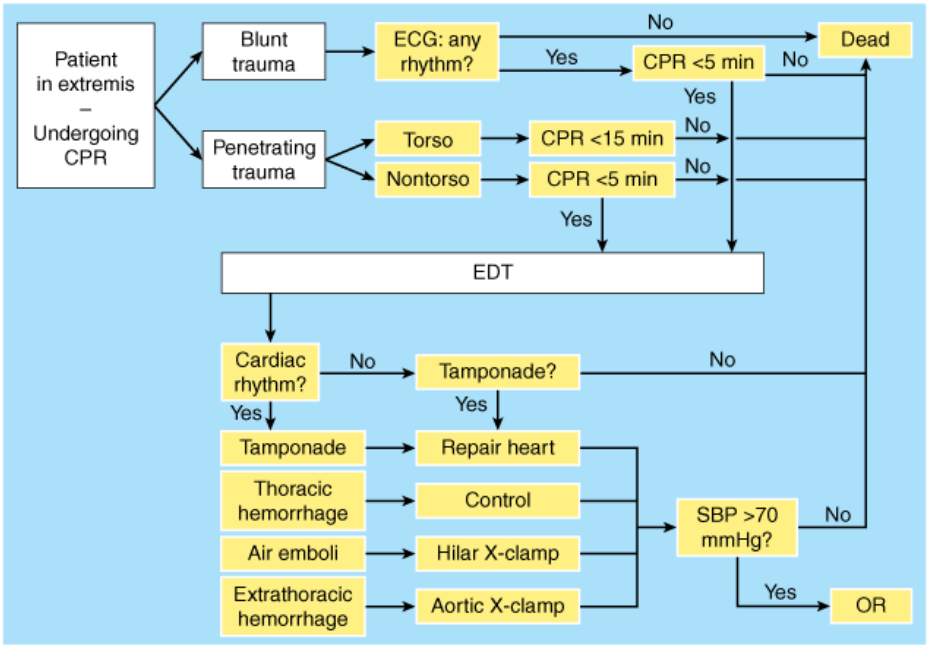 Patient
in extremis
–
Undergoing
CPR
Blunt
trauma
ECG: any
rhythm?
No
Dead
Yes
CPR <5 min
No
Yes
Penetrating
trauma
Torso
CPR <15 min
No
Nontorso
CPR <5 min
No
Yes
EDT
Cardiac
rhythm?
No
Tamponade?
No
Yes
Yes
Tamponade
Repair heart
Thoracic
hemorrhage
Control
SBP >70
mmHg?
No
Air emboli
Hilar X-clamp
Extrathoracic
hemorrhage
Aortic X-clamp
Yes
OR